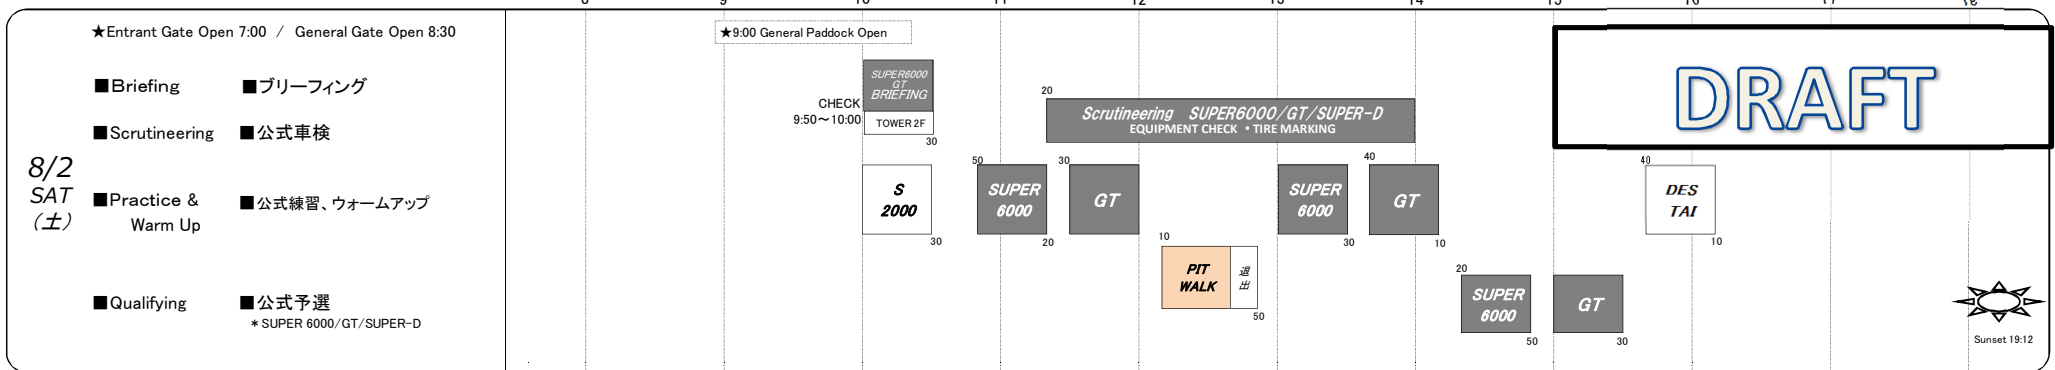 8 9 10 11 12 13 14 15 16 17
★Entrant Gate Open 7:00 / General Gate Open 8:30
★9:00 General Paddock Open
DRAFT
■Briefing ■ブリーフィング
SUPER6000
GT
BRIEFING
CHECK
9:50~10:00
TOWER 2F
30
20
Scrutineering SUPER6000/GT/SUPER-D
EQUIPMENT CHECK ・TIRE MARKING
■Scrutineering ■公式車検
8/2
SAT
(土)
■Practice &
Warm Up
■公式練習、ウォームアップ
S
2000
30
50
SUPER
6000
20
30
GT
SUPER
6000
30
40
GT
10
40
DES
TAI
10
10
PIT
WALK
退
出
50
■Qualifying ■公式予選
* SUPER 6000/GT/SUPER-D
20
SUPER
6000
50
GT
30
Sunset 19:12